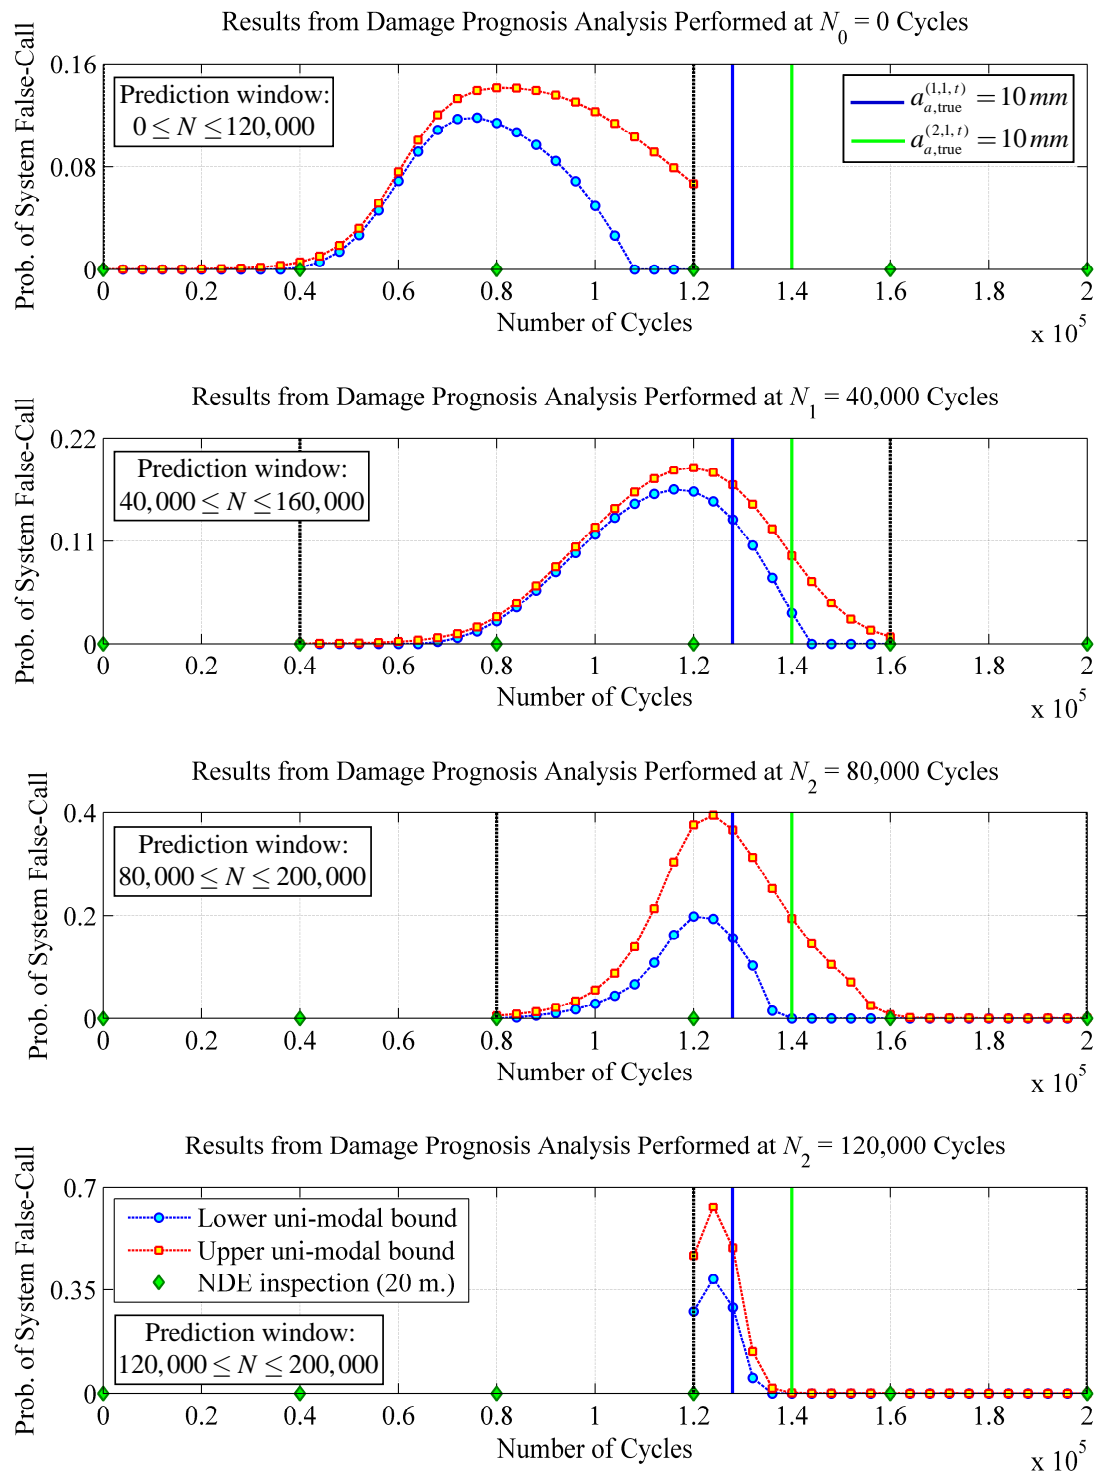 Results from Damage Prognosis Analysis Performed at N₀ = 0 Cycles
Prob. of System False-Call
0.16
0.08
0
Prediction window:
0 ≤ N ≤ 120,000
a_{a,true}^{(1,1,t)} = 10 mm
a_{a,true}^{(2,1,t)} = 10 mm
0 0.2 0.4 0.6 0.8 1 1.2 1.4 1.6 1.8 2
Number of Cycles
x 10⁵
Results from Damage Prognosis Analysis Performed at N₁ = 40,000 Cycles
Prob. of System False-Call
0.22
0.11
0
Prediction window:
40,000 ≤ N ≤ 160,000
0 0.2 0.4 0.6 0.8 1 1.2 1.4 1.6 1.8 2
Number of Cycles
x 10⁵
Results from Damage Prognosis Analysis Performed at N₂ = 80,000 Cycles
Prob. of System False-Call
0.4
0.2
0
Prediction window:
80,000 ≤ N ≤ 200,000
0 0.2 0.4 0.6 0.8 1 1.2 1.4 1.6 1.8 2
Number of Cycles
x 10⁵
Results from Damage Prognosis Analysis Performed at N₂ = 120,000 Cycles
Prob. of System False-Call
0.7
0.35
0
Lower uni-modal bound
Upper uni-modal bound
NDE inspection (20 m.)
Prediction window:
120,000 ≤ N ≤ 200,000
0 0.2 0.4 0.6 0.8 1 1.2 1.4 1.6 1.8 2
Number of Cycles
x 10⁵